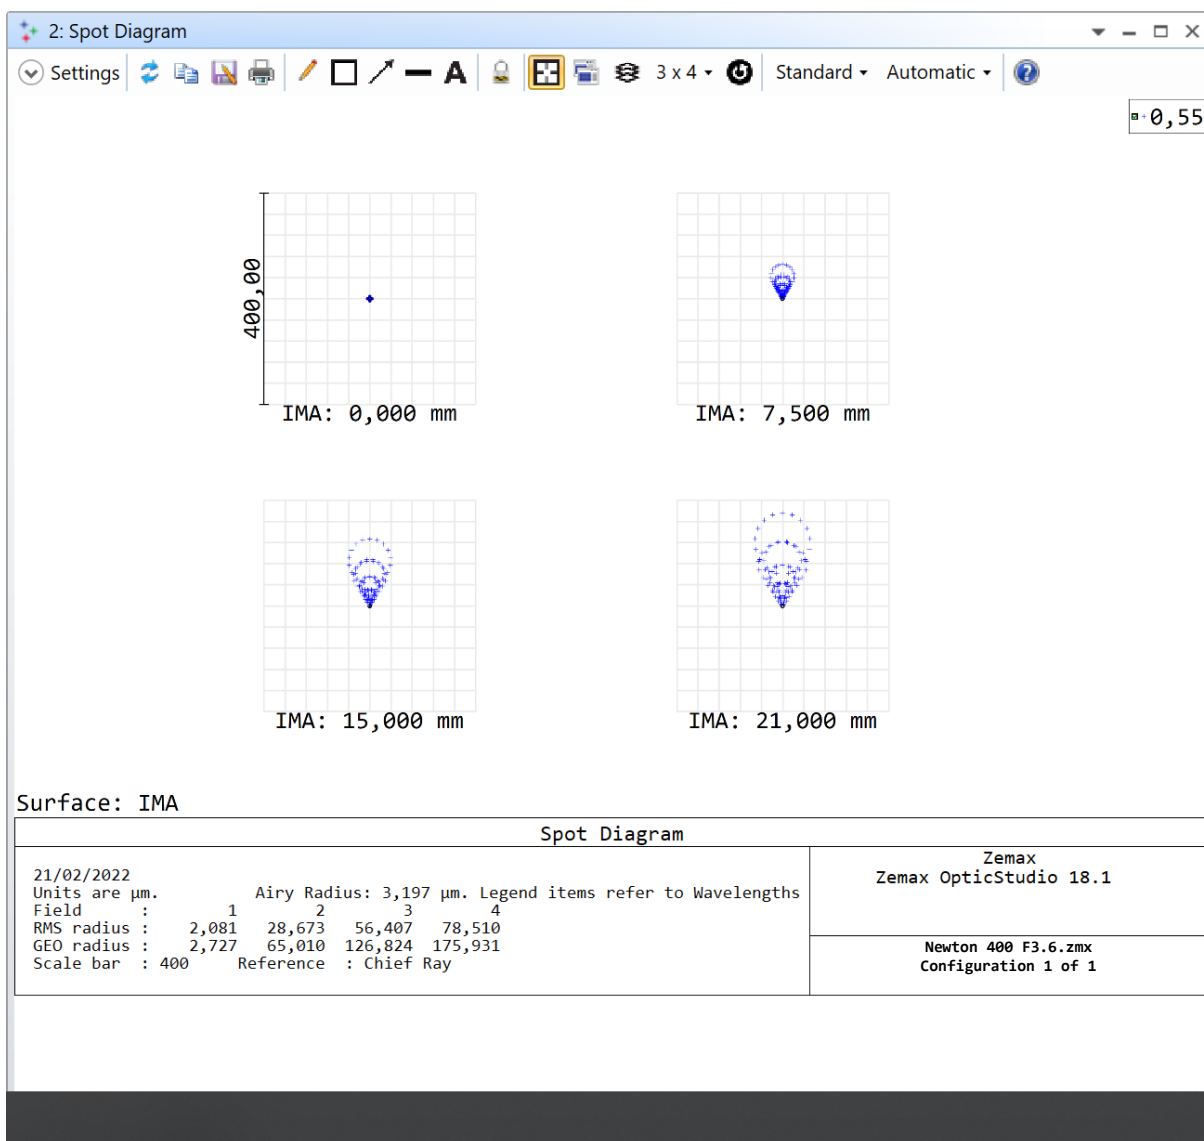 2: Spot Diagram
Settings
A
3 x 4
Standard
Automatic
?
0,55
400,00
IMA: 0,000 mm
IMA: 7,500 mm
IMA: 15,000 mm
IMA: 21,000 mm
Surface: IMA
Spot Diagram
21/02/2022
Units are µm. Airy Radius: 3,197 µm. Legend items refer to Wavelengths
Field : 1 2 3 4
RMS radius : 2,081 28,673 56,407 78,510
GEO radius : 2,727 65,010 126,824 175,931
Scale bar : 400 Reference : Chief Ray
Zemax
Zemax OpticStudio 18.1
Newton 400 F3.6.zmx
Configuration 1 of 1